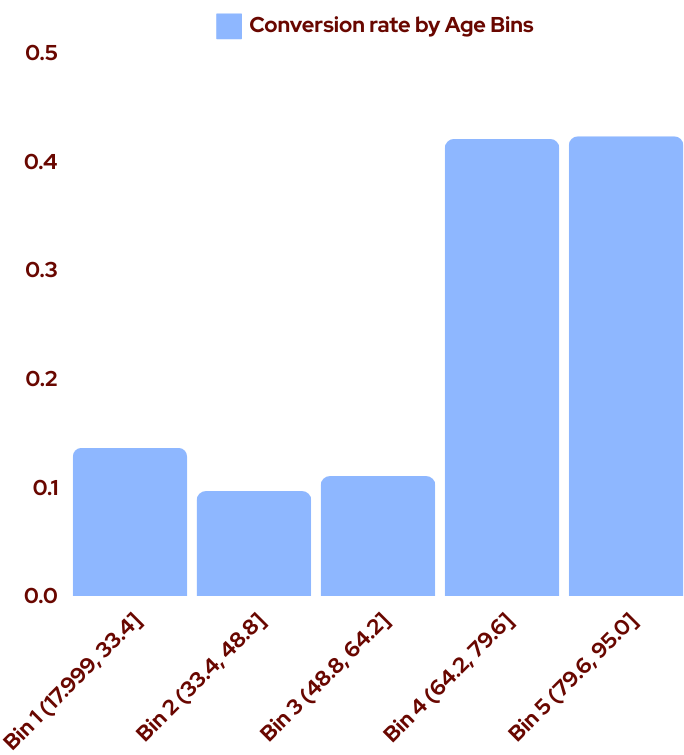 Conversion rate by Age Bins
0.5
0.4
0.3
0.2
0.1
0.0
Bin 1 (17.999, 33.4]
Bin 2 (33.4, 48.8]
Bin 3 (48.8, 64.2]
Bin 4 (64.2, 79.6]
Bin 5 (79.6, 95.0]